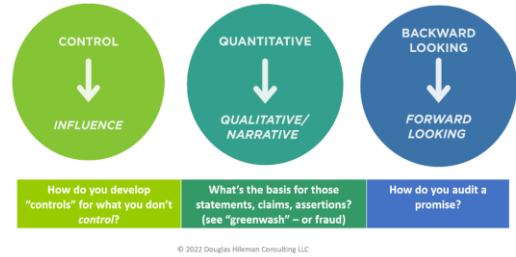 CONTROL
INFLUENCE
QUANTITATIVE
QUALITATIVE/
NARRATIVE
BACKWARD
LOOKING
FORWARD
LOOKING
How do you develop
“controls” for what you don’t
control?
What’s the basis for those
statements, claims, assertions?
(see “greenwash” – or fraud)
How do you audit a
promise?
© 2022 Douglas Hileman Consulting LLC